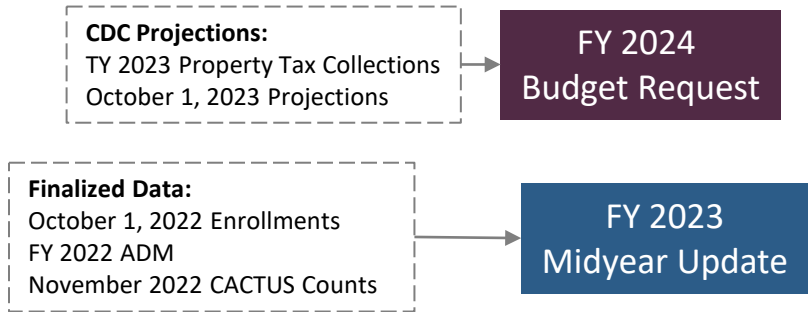 CDC Projections:
TY 2023 Property Tax Collections
October 1, 2023 Projections
FY 2024
Budget Request
Finalized Data:
October 1, 2022 Enrollments
FY 2022 ADM
November 2022 CACTUS Counts
FY 2023
Midyear Update